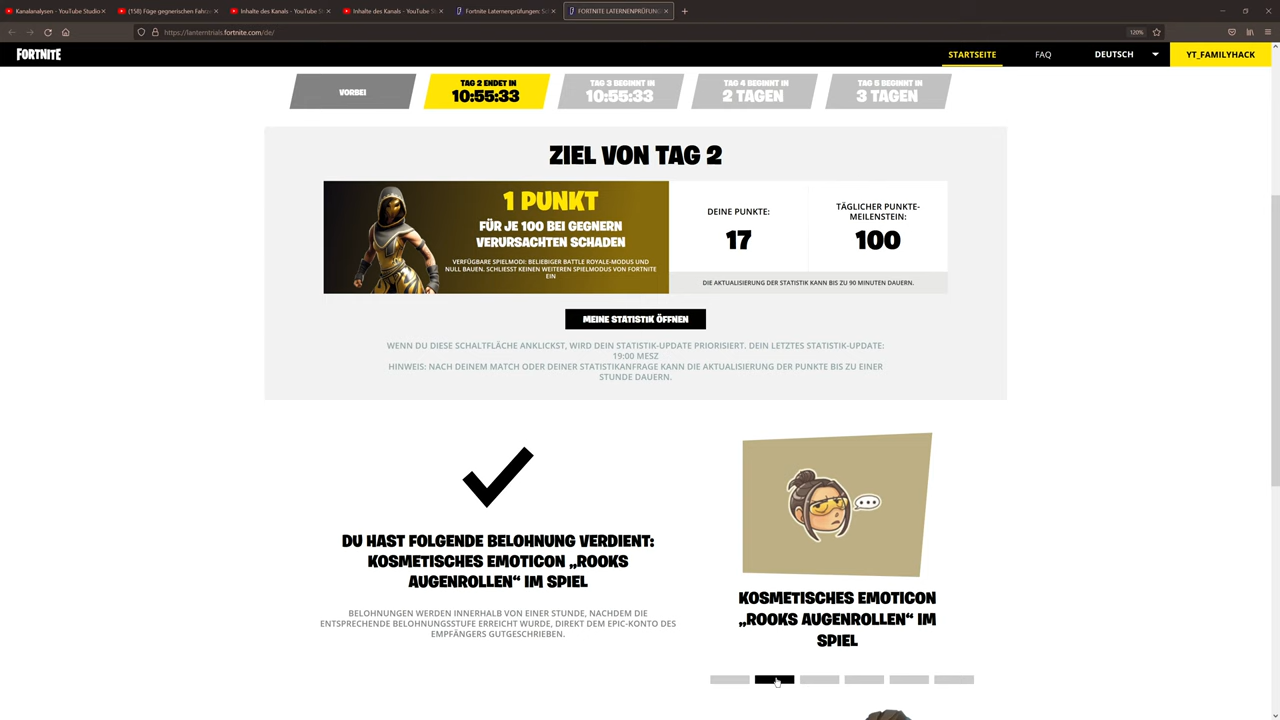 Kanalanalysen - YouTube Studio
(158) Füge gegnerischen Fahrz
Inhalte des Kanals - YouTube St
Inhalte des Kanals - YouTube St
Fortnite Laternenprüfungen: Sc
FORTNITE LATERNENPRÜFUNG
https://lanterntrials.fortnite.com/de/
120%
FORTNITE
STARTSEITE
FAQ
DEUTSCH
YT_FAMILYHACK
VORBEI
TAG 2 ENDET IN
10:55:33
TAG 3 BEGINNT IN
10:55:33
TAG 4 BEGINNT IN
2 TAGEN
TAG 5 BEGINNT IN
3 TAGEN
ZIEL VON TAG 2
1 PUNKT
FÜR JE 100 BEI GEGNERN
VERURSACHTEN SCHADEN
VERFÜGBARE SPIELMODI: BELIEBIGER BATTLE ROYALE-MODUS UND
NULL BAUEN. SCHLIESST KEINEN WEITEREN SPIELMODUS VON FORTNITE
EIN
DEINE PUNKTE:
17
TÄGLICHER PUNKTE-
MEILENSTEIN:
100
DIE AKTUALISIERUNG DER STATISTIK KANN BIS ZU 90 MINUTEN DAUERN.
MEINE STATISTIK ÖFFNEN
WENN DU DIESE SCHALTFLÄCHE ANKLICKST, WIRD DEIN STATISTIK-UPDATE PRIORISIERT. DEIN LETZTES STATISTIK-UPDATE:
19:00 MESZ
HINWEIS: NACH DEINEM MATCH ODER DEINER STATISTIKANFRAGE KANN DIE AKTUALISIERUNG DER PUNKTE BIS ZU EINER
STUNDE DAUERN.
DU HAST FOLGENDE BELOHNUNG VERDIENT:
KOSMETISCHES EMOTICON „ROOKS
AUGENROLLEN“ IM SPIEL
BELOHNUNGEN WERDEN INNERHALB VON EINER STUNDE, NACHDEM DIE
ENTSPRECHENDE BELOHNUNGSSTUFE ERREICHT WURDE, DIREKT DEM EPIC-KONTO DES
EMPFÄNGERS GUTGESCHRIEBEN.
KOSMETISCHES EMOTICON
„ROOKS AUGENROLLEN“ IM
SPIEL